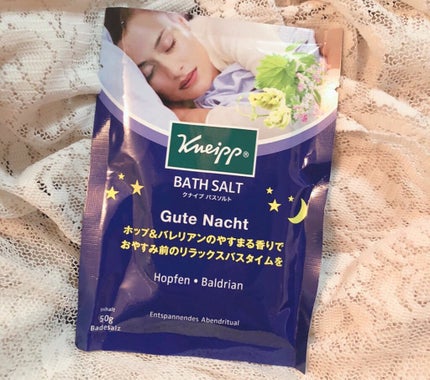 Kneipp®
BATH SALT
クナイプ バスソルト
Gute Nacht
ホップ&バレリアンのやすまる香りで
おやすみ前のリラックスバスタイムを
Hopfen • Baldrian
Inhalt
50g
Badesalz
Entspannendes Abendritual